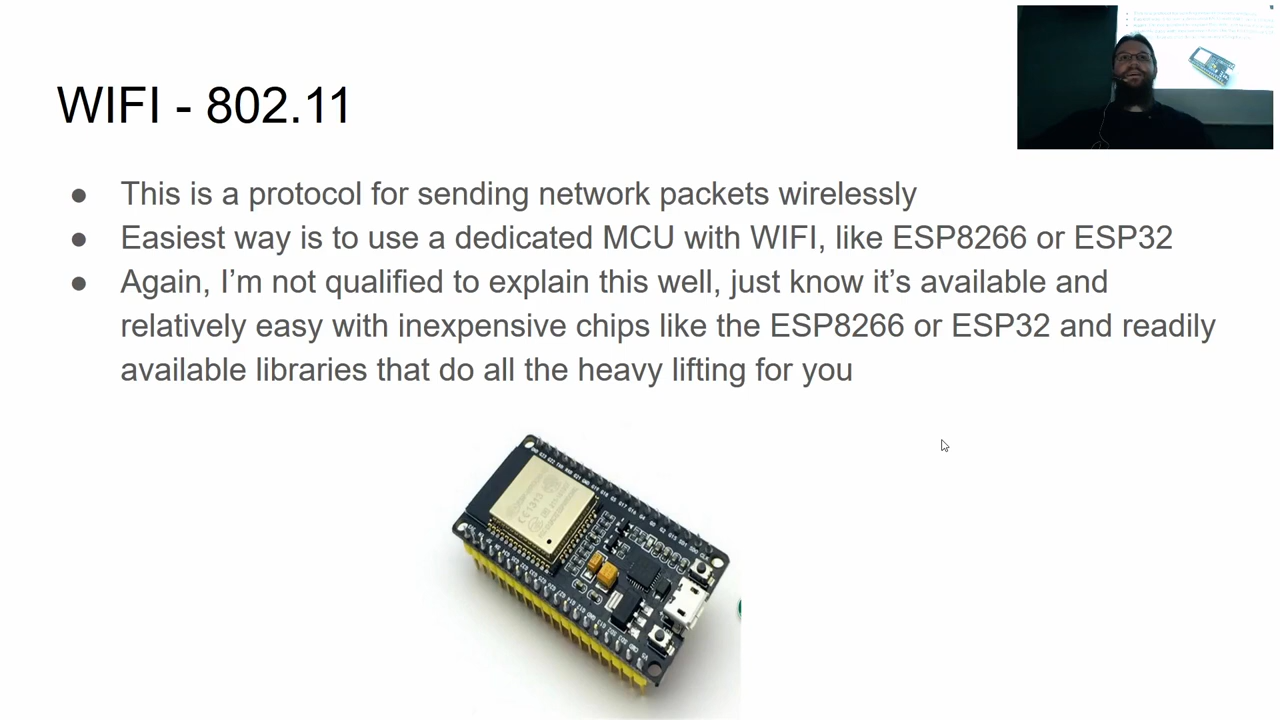 WIFI - 802.11
● This is a protocol for sending network packets wirelessly
● Easiest way is to use a dedicated MCU with WIFI, like ESP8266 or ESP32
● Again, I’m not qualified to explain this well, just know it’s available and
relatively easy with inexpensive chips like the ESP8266 or ESP32 and readily
available libraries that do all the heavy lifting for you